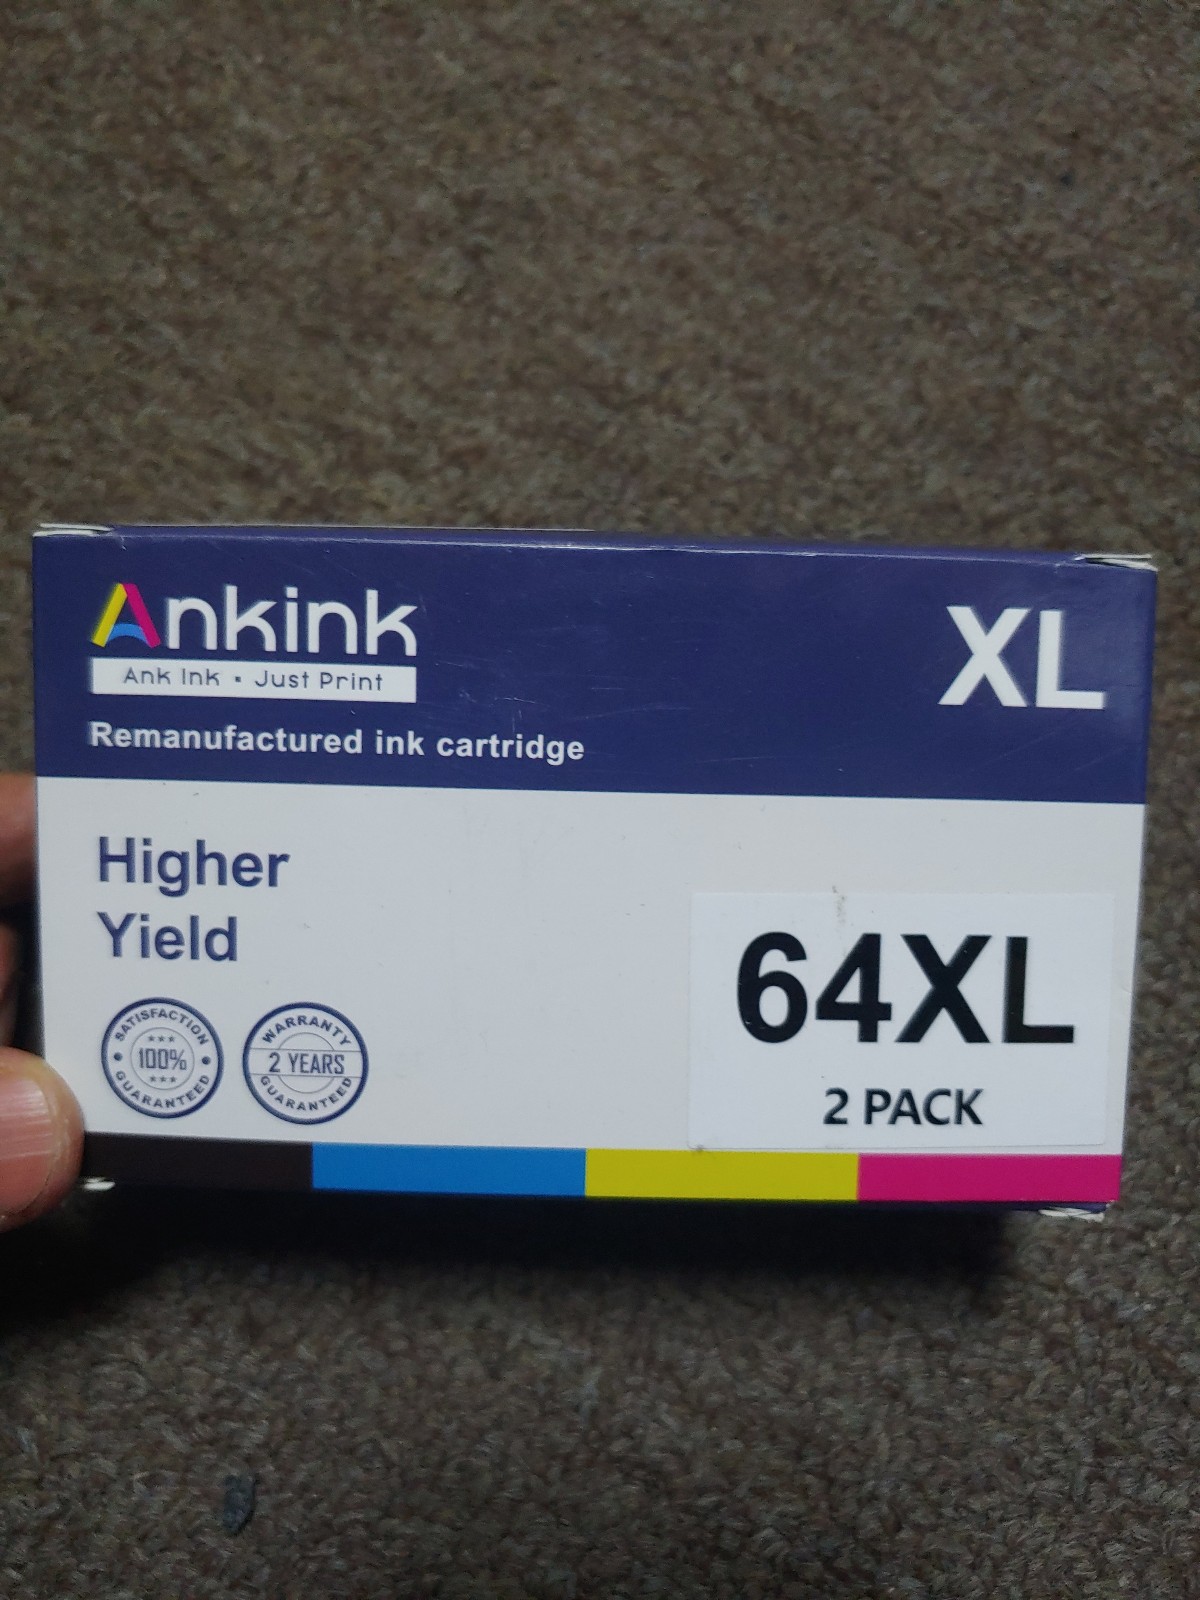 Ankink
XL
Ank Ink ▪ Just Print
Remanufactured ink cartridge
Higher
Yield
64XL
2 PACK
SATISFACTION
★★★
100%
★★★
GUARANTEED
WARRANTY
2 YEARS
GUARANTEED